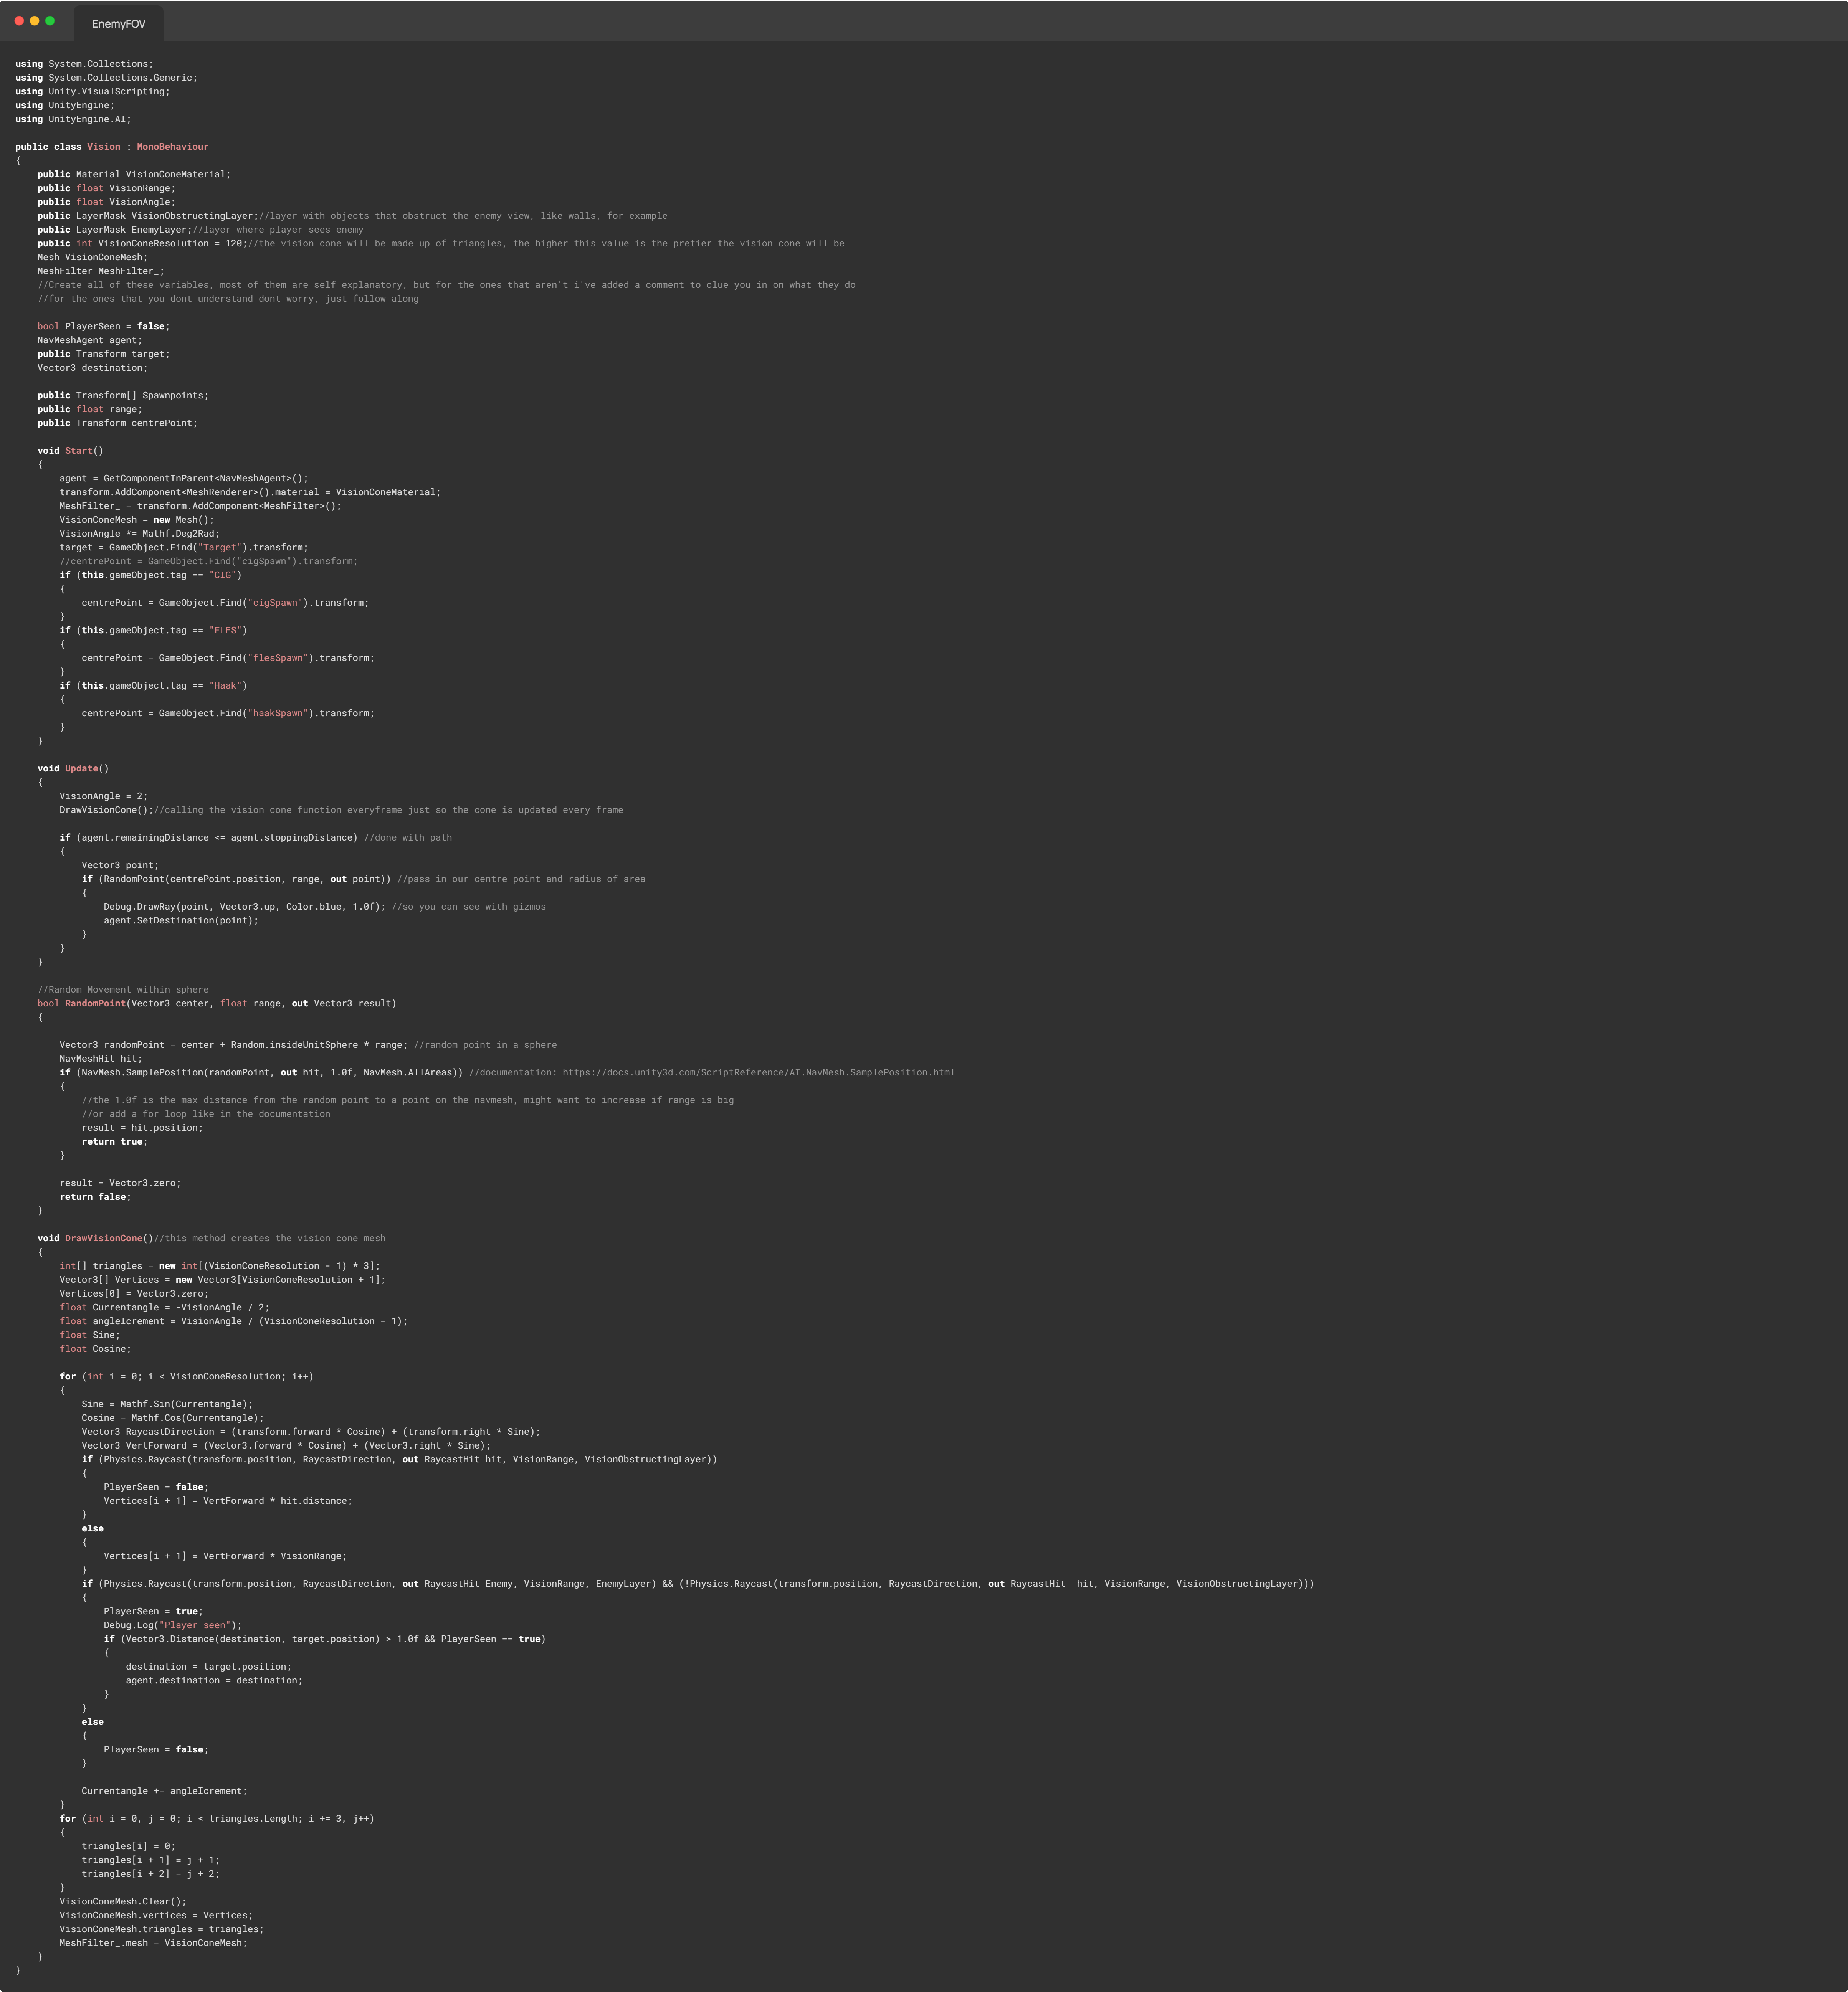 EnemyFOV
using System.Collections;
using System.Collections.Generic;
using Unity.VisualScripting;
using UnityEngine;
using UnityEngine.AI;

public class Vision : MonoBehaviour
{
    public Material VisionConeMaterial;
    public float VisionRange;
    public float VisionAngle;
    public LayerMask VisionObstructingLayer;//layer with objects that obstruct the enemy view, like walls, for example
    public LayerMask EnemyLayer;//layer where player sees enemy
    public int VisionConeResolution = 120;//the vision cone will be made up of triangles, the higher this value is the pretier the vision cone will be
    Mesh VisionConeMesh;
    MeshFilter MeshFilter_;
    //Create all of these variables, most of them are self explanatory, but for the ones that aren't i've added a comment to clue you in on what they do
    //for the ones that you dont understand dont worry, just follow along

    bool PlayerSeen = false;
    NavMeshAgent agent;
    public Transform target;
    Vector3 destination;

    public Transform[] Spawnpoints;
    public float range;
    public Transform centrePoint;

    void Start()
    {
        agent = GetComponentInParent<NavMeshAgent>();
        transform.AddComponent<MeshRenderer>().material = VisionConeMaterial;
        MeshFilter_ = transform.AddComponent<MeshFilter>();
        VisionConeMesh = new Mesh();
        VisionAngle *= Mathf.Deg2Rad;
        target = GameObject.Find("Target").transform;
        //centrePoint = GameObject.Find("cigSpawn").transform;
        if (this.gameObject.tag == "CIG")
        {
            centrePoint = GameObject.Find("cigSpawn").transform;
        }
        if (this.gameObject.tag == "FLES")
        {
            centrePoint = GameObject.Find("flesSpawn").transform;
        }
        if (this.gameObject.tag == "Haak")
        {
            centrePoint = GameObject.Find("haakSpawn").transform;
        }
    }

    void Update()
    {
        VisionAngle = 2;
        DrawVisionCone();//calling the vision cone function everyframe just so the cone is updated every frame

        if (agent.remainingDistance <= agent.stoppingDistance) //done with path
        {
            Vector3 point;
            if (RandomPoint(centrePoint.position, range, out point)) //pass in our centre point and radius of area
            {
                Debug.DrawRay(point, Vector3.up, Color.blue, 1.0f); //so you can see with gizmos
                agent.SetDestination(point);
            }
        }
    }

    //Random Movement within sphere
    bool RandomPoint(Vector3 center, float range, out Vector3 result)
    {

        Vector3 randomPoint = center + Random.insideUnitSphere * range; //random point in a sphere
        NavMeshHit hit;
        if (NavMesh.SamplePosition(randomPoint, out hit, 1.0f, NavMesh.AllAreas)) //documentation: https://docs.unity3d.com/ScriptReference/AI.NavMesh.SamplePosition.html
        {
            //the 1.0f is the max distance from the random point to a point on the navmesh, might want to increase if range is big
            //or add a for loop like in the documentation
            result = hit.position;
            return true;
        }

        result = Vector3.zero;
        return false;
    }

    void DrawVisionCone()//this method creates the vision cone mesh
    {
        int[] triangles = new int[(VisionConeResolution - 1) * 3];
        Vector3[] Vertices = new Vector3[VisionConeResolution + 1];
        Vertices[0] = Vector3.zero;
        float Currentangle = -VisionAngle / 2;
        float angleIcrement = VisionAngle / (VisionConeResolution - 1);
        float Sine;
        float Cosine;

        for (int i = 0; i < VisionConeResolution; i++)
        {
            Sine = Mathf.Sin(Currentangle);
            Cosine = Mathf.Cos(Currentangle);
            Vector3 RaycastDirection = (transform.forward * Cosine) + (transform.right * Sine);
            Vector3 VertForward = (Vector3.forward * Cosine) + (Vector3.right * Sine);
            if (Physics.Raycast(transform.position, RaycastDirection, out RaycastHit hit, VisionRange, VisionObstructingLayer))
            {
                PlayerSeen = false;
                Vertices[i + 1] = VertForward * hit.distance;
            }
            else
            {
                Vertices[i + 1] = VertForward * VisionRange;
            }
            if (Physics.Raycast(transform.position, RaycastDirection, out RaycastHit Enemy, VisionRange, EnemyLayer) && (!Physics.Raycast(transform.position, RaycastDirection, out RaycastHit _hit, VisionRange, VisionObstructingLayer)))
            {
                PlayerSeen = true;
                Debug.Log("Player seen");
                if (Vector3.Distance(destination, target.position) > 1.0f && PlayerSeen == true)
                {
                    destination = target.position;
                    agent.destination = destination;
                }
            }
            else
            {
                PlayerSeen = false;
            }

            Currentangle += angleIcrement;
        }
        for (int i = 0, j = 0; i < triangles.Length; i += 3, j++)
        {
            triangles[i] = 0;
            triangles[i + 1] = j + 1;
            triangles[i + 2] = j + 2;
        }
        VisionConeMesh.Clear();
        VisionConeMesh.vertices = Vertices;
        VisionConeMesh.triangles = triangles;
        MeshFilter_.mesh = VisionConeMesh;
    }
}